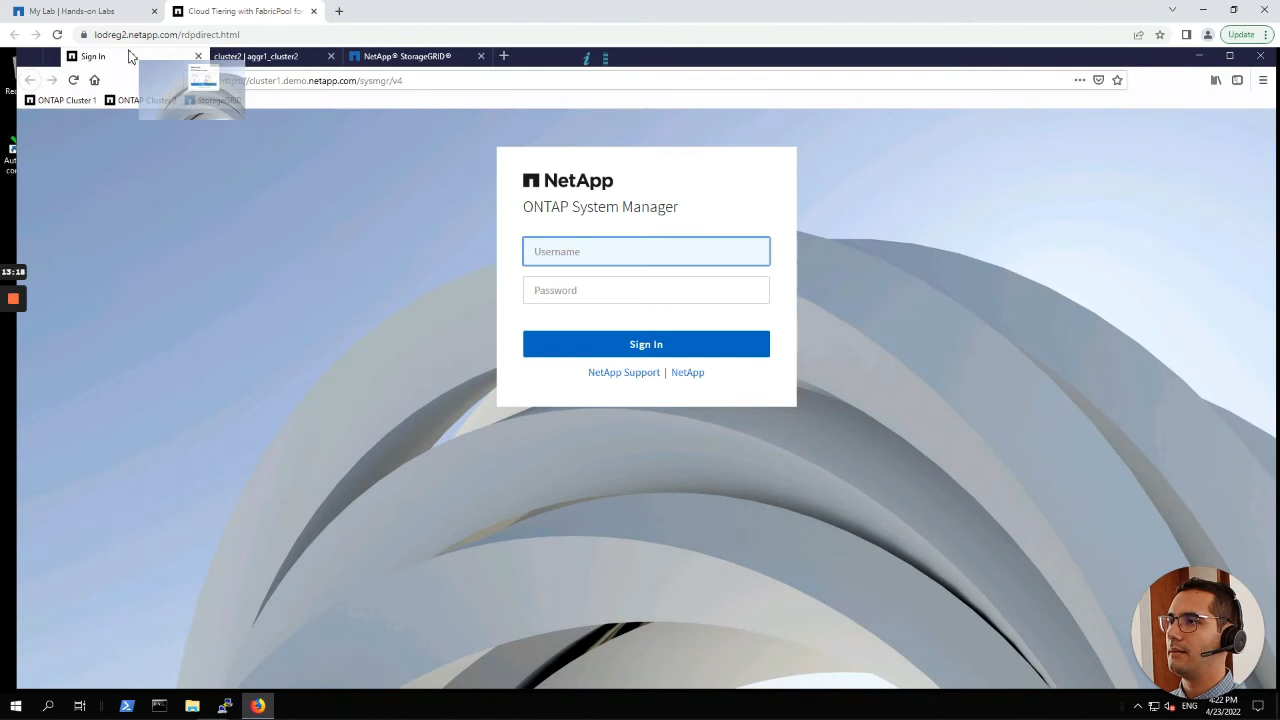 My Lab | Hands-on Labs
Cloud Tiering with FabricPool for
lodreg2.netapp.com/rdpdirect.html
Update
Sign In
cluster2 | aggr1_cluster2
NetApp® StorageGRID®
https://cluster1.demo.netapp.com/sysmgr/v4
ONTAP Cluster 1
ONTAP
StorageGRID
NetApp
ONTAP System Manager
Username
Password
Sign In
NetApp Support | NetApp
13:18
ENG
4:22 PM
4/23/2022